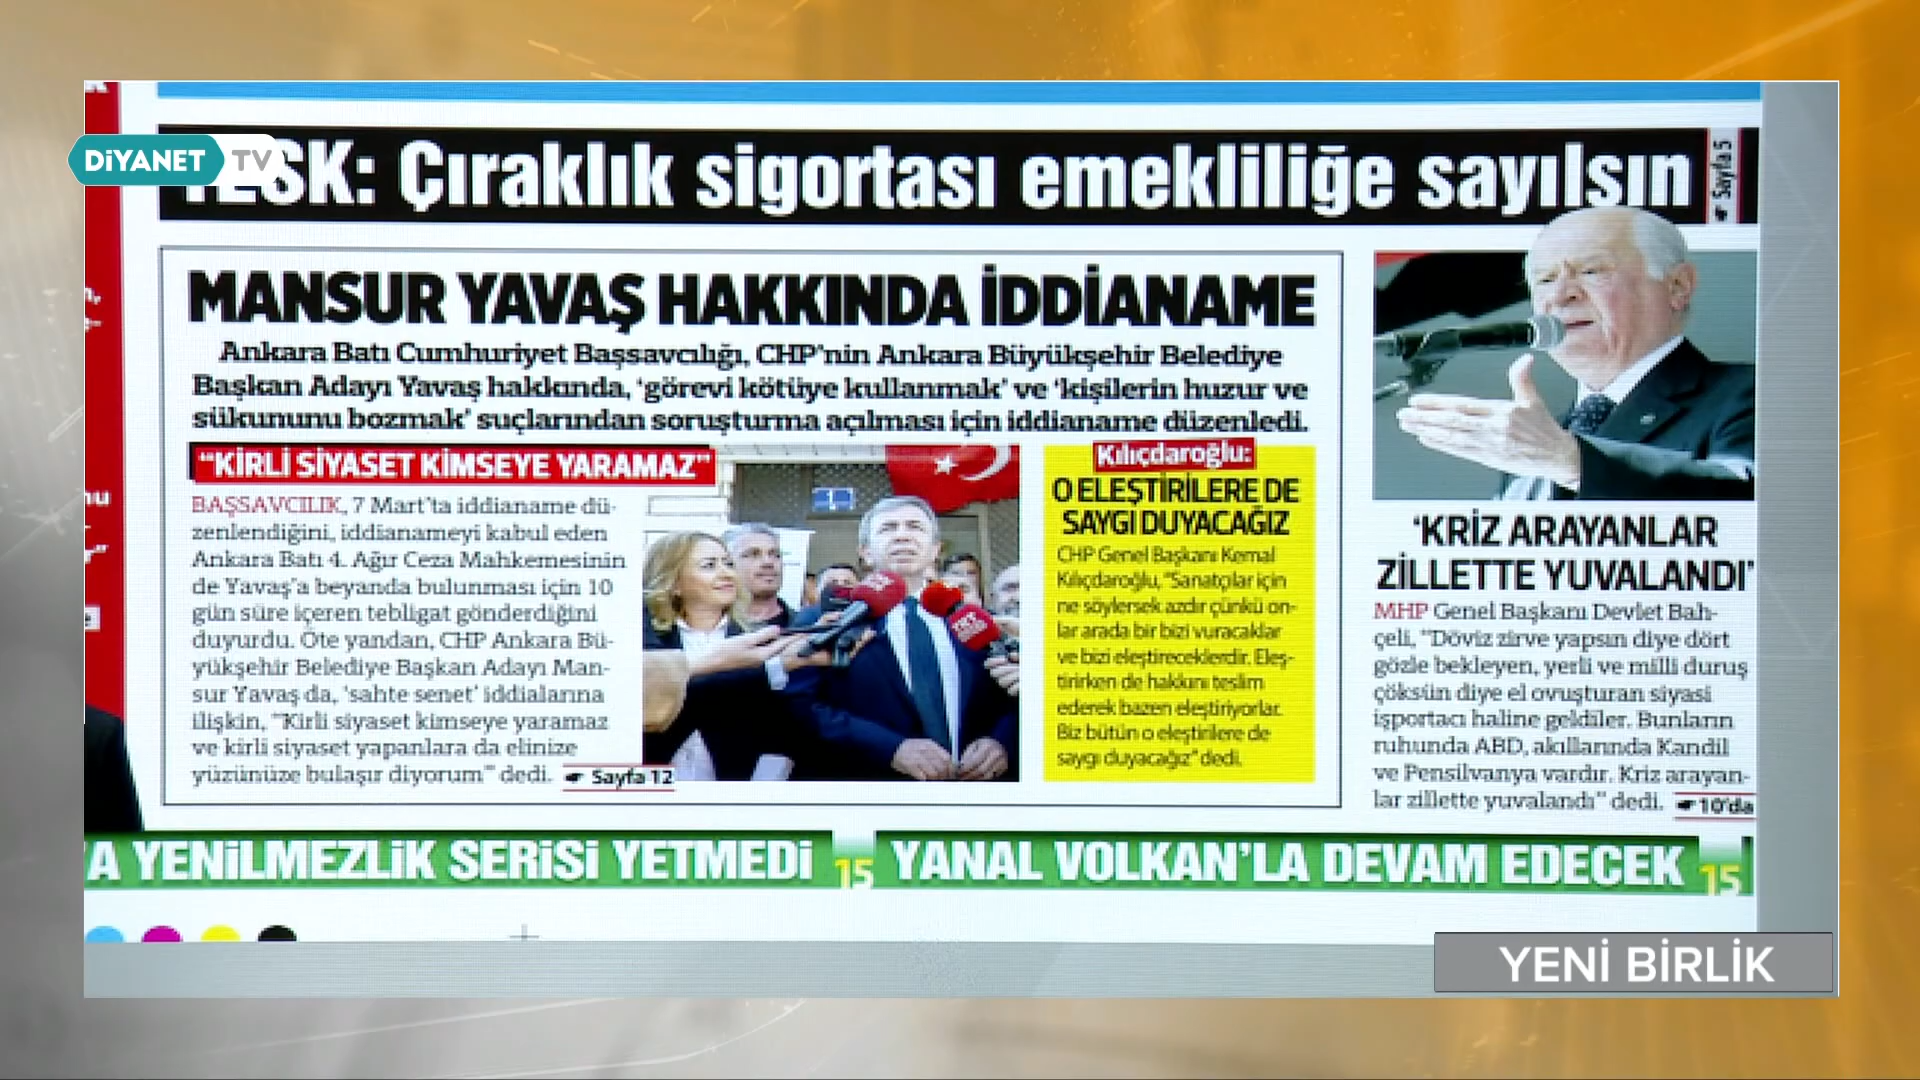 DİYANET TV
TESK: Çıraklık sigortası emekliliğe sayılsın
Sayfa 5
MANSUR YAVAŞ HAKKINDA İDDİANAME
Ankara Batı Cumhuriyet Başsavcılığı, CHP'nin Ankara Büyükşehir Belediye
Başkan Adayı Yavaş hakkında, 'görevi kötüye kullanmak' ve 'kişilerin huzur ve
sükununu bozmak' suçlarından soruşturma açılması için iddianame düzenledi.
"KİRLİ SİYASET KİMSEYE YARAMAZ"
BAŞSAVCILIK, 7 Mart'ta iddianame dü-
zenlendiğini, iddianameyi kabul eden
Ankara Batı 4. Ağır Ceza Mahkemesinin
de Yavaş'a beyanda bulunması için 10
gün süre içeren tebligat gönderdiğini
duyurdu. Öte yandan, CHP Ankara Bü-
yükşehir Belediye Başkan Adayı Man-
sur Yavaş da, 'sahte senet' iddialarına
ilişkin, "Kirli siyaset kimseye yaramaz
ve kirli siyaset yapanlara da elinize
yüzünüze bulaşır diyorum" dedi.
Sayfa 12
Kılıçdaroğlu:
O ELEŞTİRİLERE DE
SAYGI DUYACAĞIZ
CHP Genel Başkanı Kemal
Kılıçdaroğlu, "Sanatçılar için
ne söylersek azdır çünkü on-
lar arada bir bizi vuracaklar
ve bizi eleştireceklerdir. Eleş-
tirirken de hakkını teslim
ederek bazen eleştiriyorlar.
Biz bütün o eleştirilere de
saygı duyacağız" dedi.
'KRİZ ARAYANLAR
ZİLLETTE YUVALANDI'
MHP Genel Başkanı Devlet Bah-
çeli, "Döviz zirve yapsın diye dört
gözle bekleyen, yerli ve milli duruş
çöksün diye el ovuşturan siyasi
işportacı haline geldiler. Bunların
ruhunda ABD, akıllarında Kandil
ve Pensilvanya vardır. Kriz arayan-
lar zillette yuvalandı" dedi.
10'da
'A YENİLMEZLİK SERİSİ YETMEDİ 15
YANAL VOLKAN'LA DEVAM EDECEK 15
YENİ BİRLİK